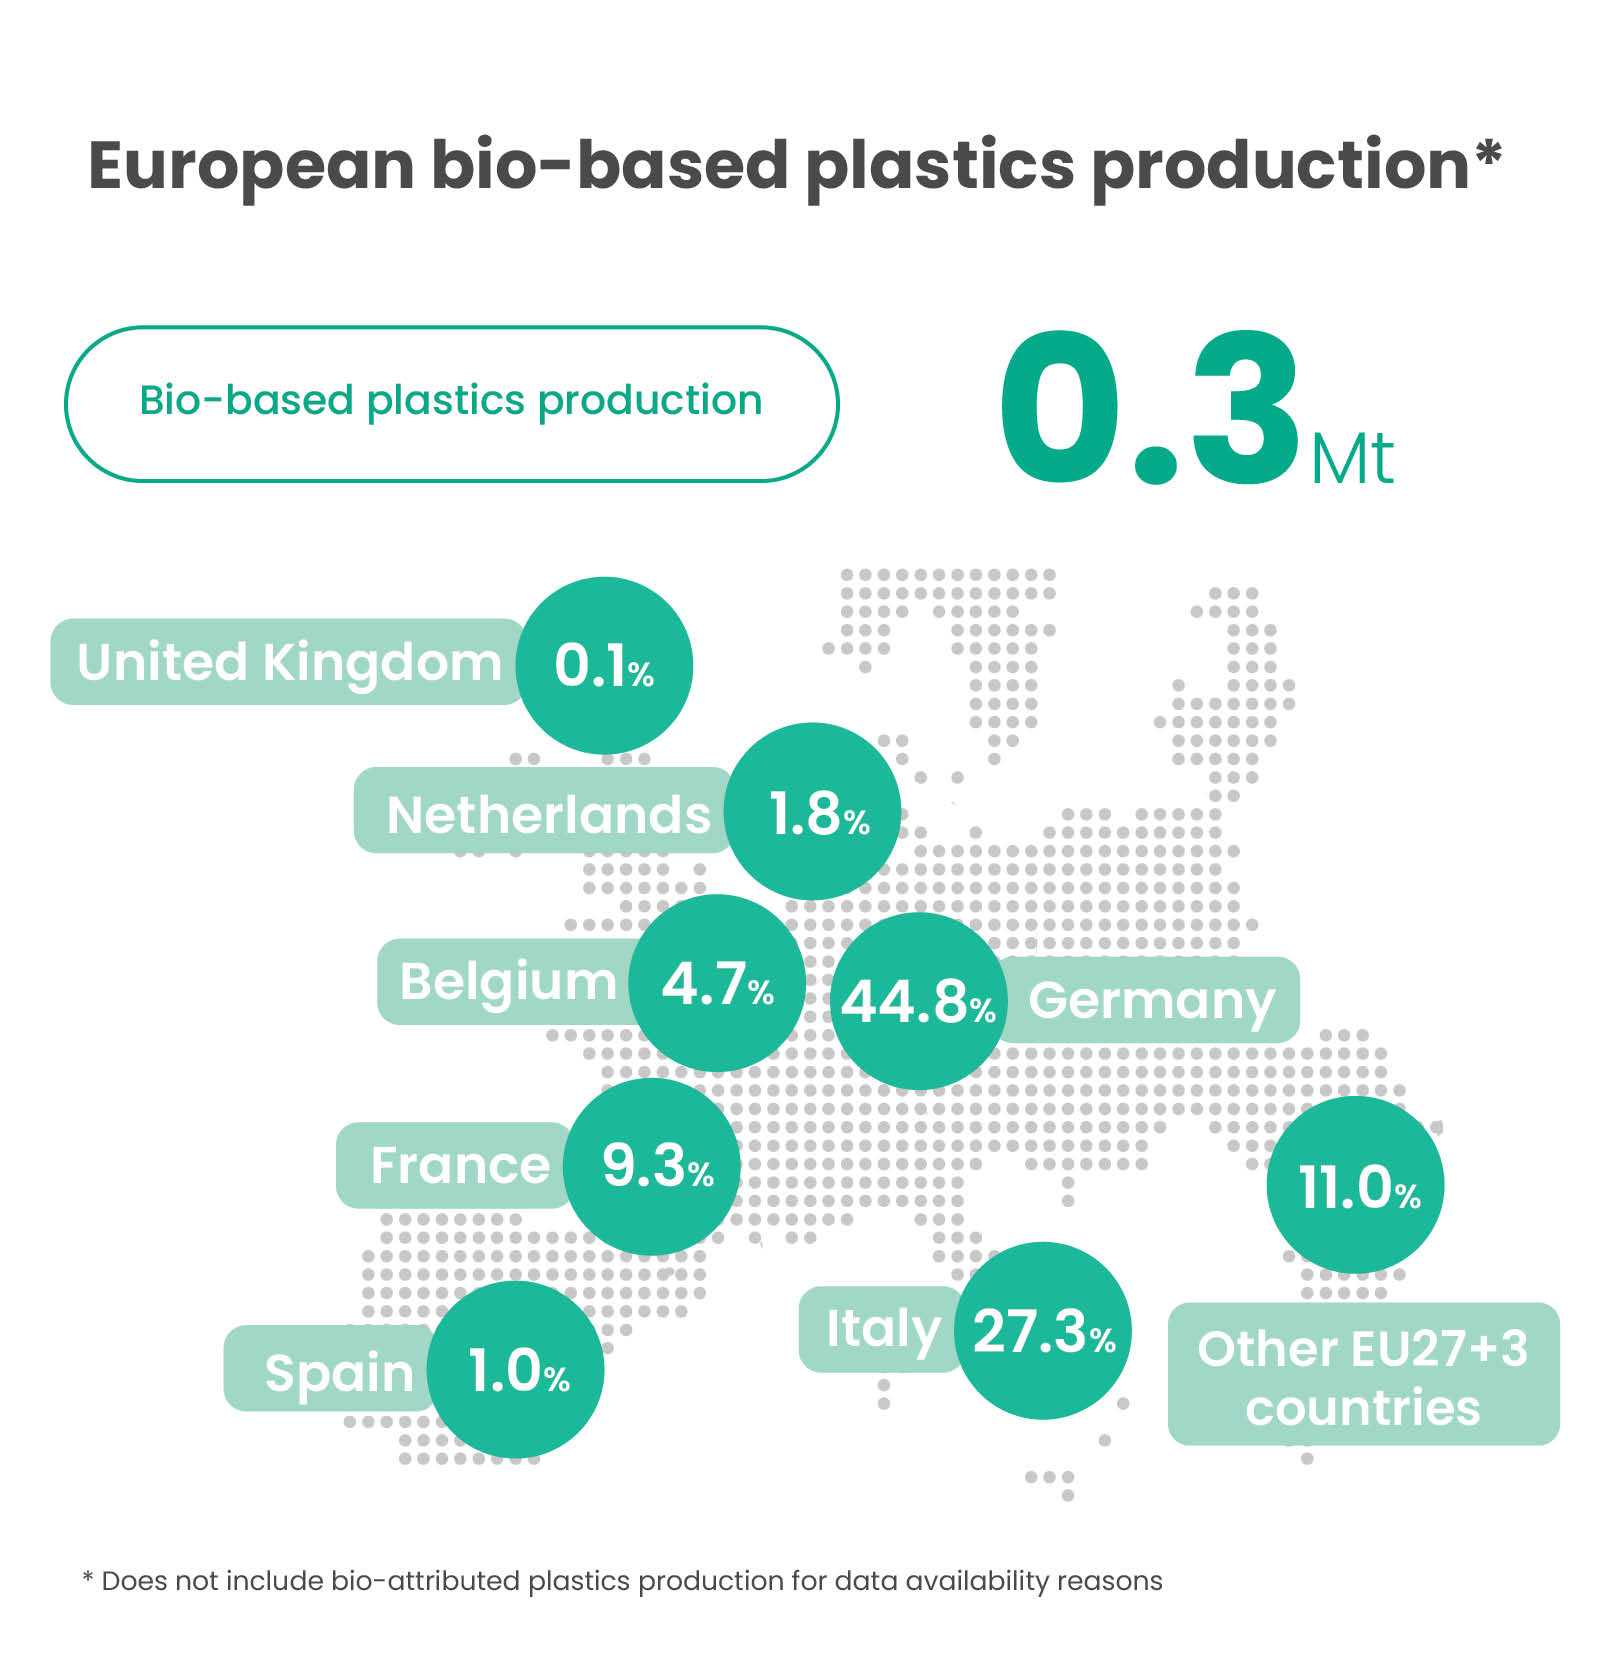 European bio-based plastics production*
Bio-based plastics production
0.3 Mt
United Kingdom 0.1%
Netherlands 1.8%
Belgium 4.7%
44.8% Germany
France 9.3%
11.0%
Other EU27+3
countries
Italy 27.3%
Spain 1.0%
* Does not include bio-attributed plastics production for data availability reasons